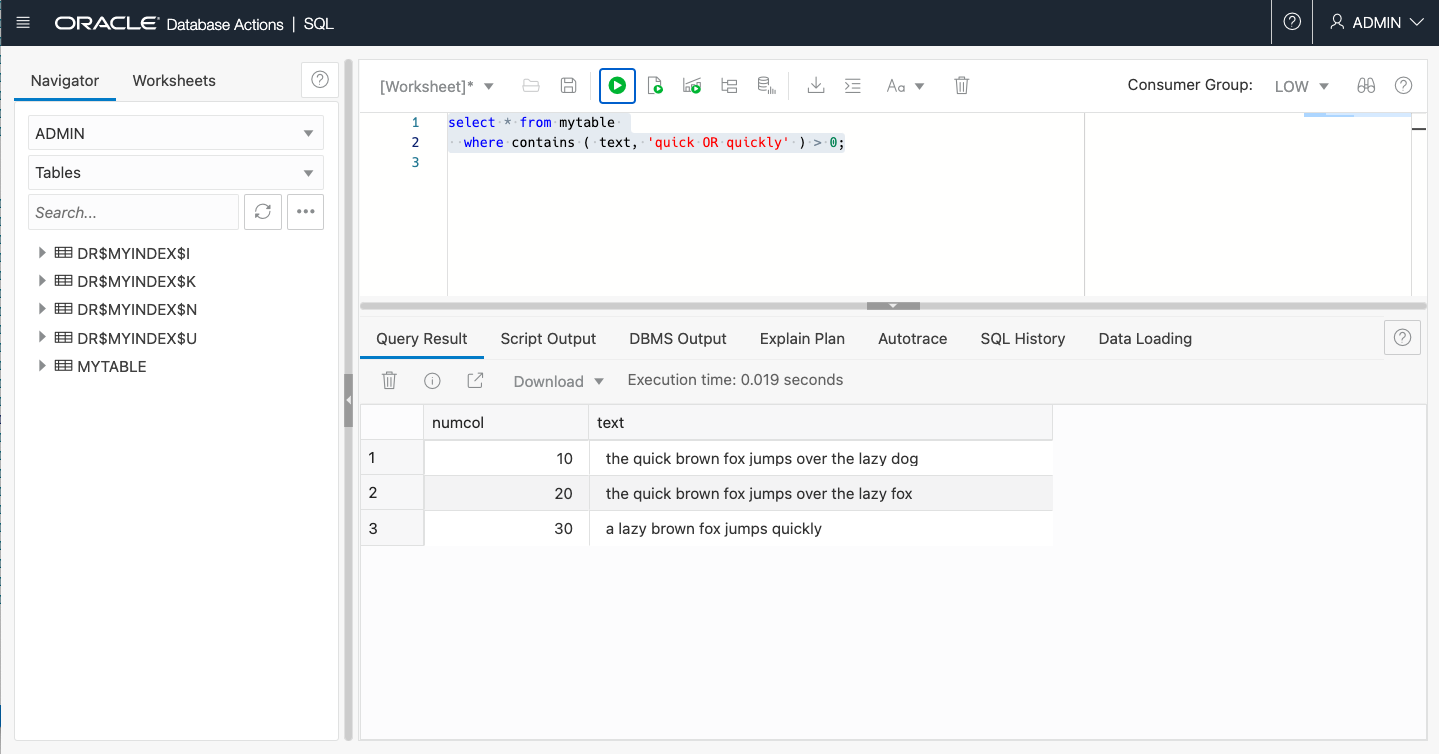 ORACLE Database Actions | SQL
ADMIN
Navigator
Worksheets
ADMIN
Tables
Search...
DR$MYINDEX$I
DR$MYINDEX$K
DR$MYINDEX$N
DR$MYINDEX$U
MYTABLE
[Worksheet]*
Aa
Consumer Group: LOW
1 select * from mytable
2 where contains ( text, 'quick OR quickly' ) > 0;
3
Query Result Script Output DBMS Output Explain Plan Autotrace SQL History Data Loading
Download Execution time: 0.019 seconds
numcol text
1 10 the quick brown fox jumps over the lazy dog
2 20 the quick brown fox jumps over the lazy fox
3 30 a lazy brown fox jumps quickly